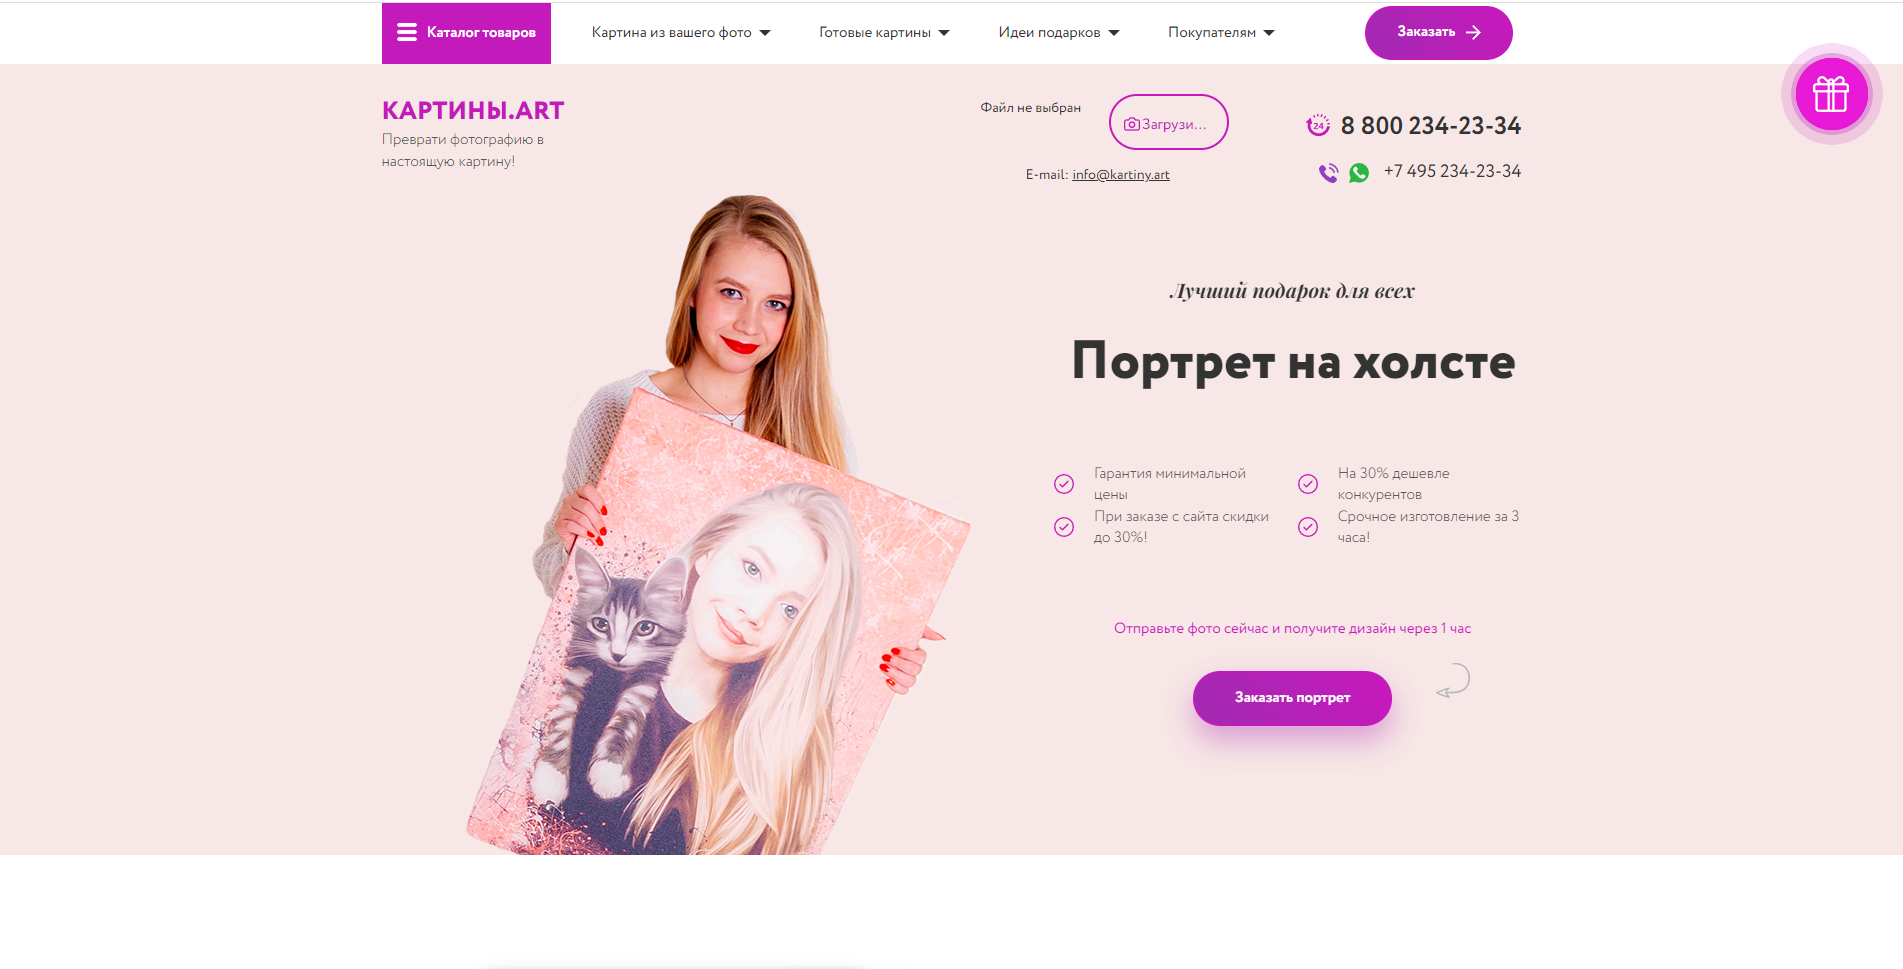 Каталог товаров
Картина из вашего фото
Готовые картины
Идеи подарков
Покупателям
Заказать
КАРТИНЫ.ART
Преврати фотографию в
настоящую картину!
Файл не выбран
Загрузи...
E-mail: info@kartiny.art
24
8 800 234-23-34
+7 495 234-23-34
Лучший подарок для всех
Портрет на холсте
Гарантия минимальной
цены
На 30% дешевле
конкурентов
При заказе с сайта скидки
до 30%!
Срочное изготовление за 3
часа!
Отправьте фото сейчас и получите дизайн через 1 час
Заказать портрет